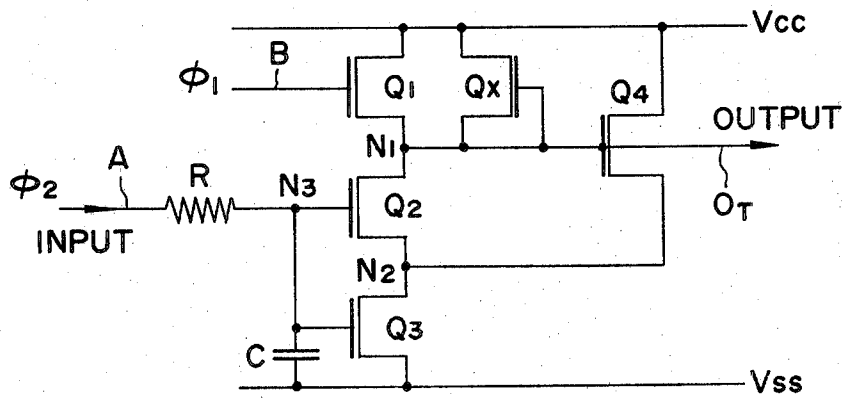 Vcc
B
ϕ1
Q1
Qx
Q4
OUTPUT
N1
A
R
ϕ2
N3
Q2
OT
INPUT
N2
Q3
C
Vss